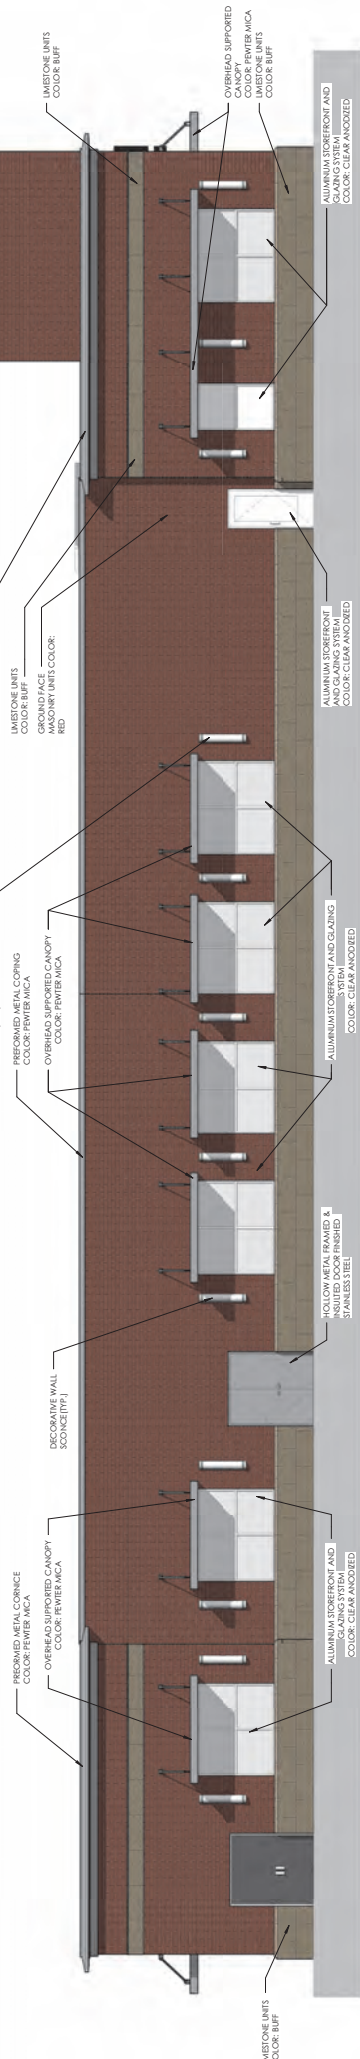 PREFORMED METAL CORNICE
COLOR: PEWTER MICA
OVERHEAD SUPPORTED CANOPY
COLOR: PEWTER MICA
DECORATIVE WALL
SCONCE(TYP.)
PREFORMED METAL COPING
COLOR: PEWTER MICA
OVERHEAD SUPPORTED CANOPY
COLOR: PEWTER MICA
LIMESTONE UNITS
COLOR: BUFF
GROUND FACE
MASONRY UNITS COLOR:
RED
LIMESTONE UNITS
COLOR: BUFF
OVERHEAD SUPPORTED
CANOPY
COLOR: PEWTER MICA
LIMESTONE UNITS
COLOR: BUFF
MESTONE UNITS
OLOR: BUFF
ALUMINUM STOREFRONT AND
GLAZING SYSTEM
COLOR: CLEAR ANODIZED
HOLLOW METAL FRAMED &
INSULTED DOOR FINISHED
STAINLESS STEEL
ALUMINUM STOREFRONT AND GLAZING
SYSTEM
COLOR: CLEAR ANODIZED
ALUMINUM STOREFRONT
AND GLAZING SYSTEM
COLOR: CLEAR ANODIZED
ALUMINUM STOREFRONT AND
GLAZING SYSTEM
COLOR: CLEAR ANODIZED